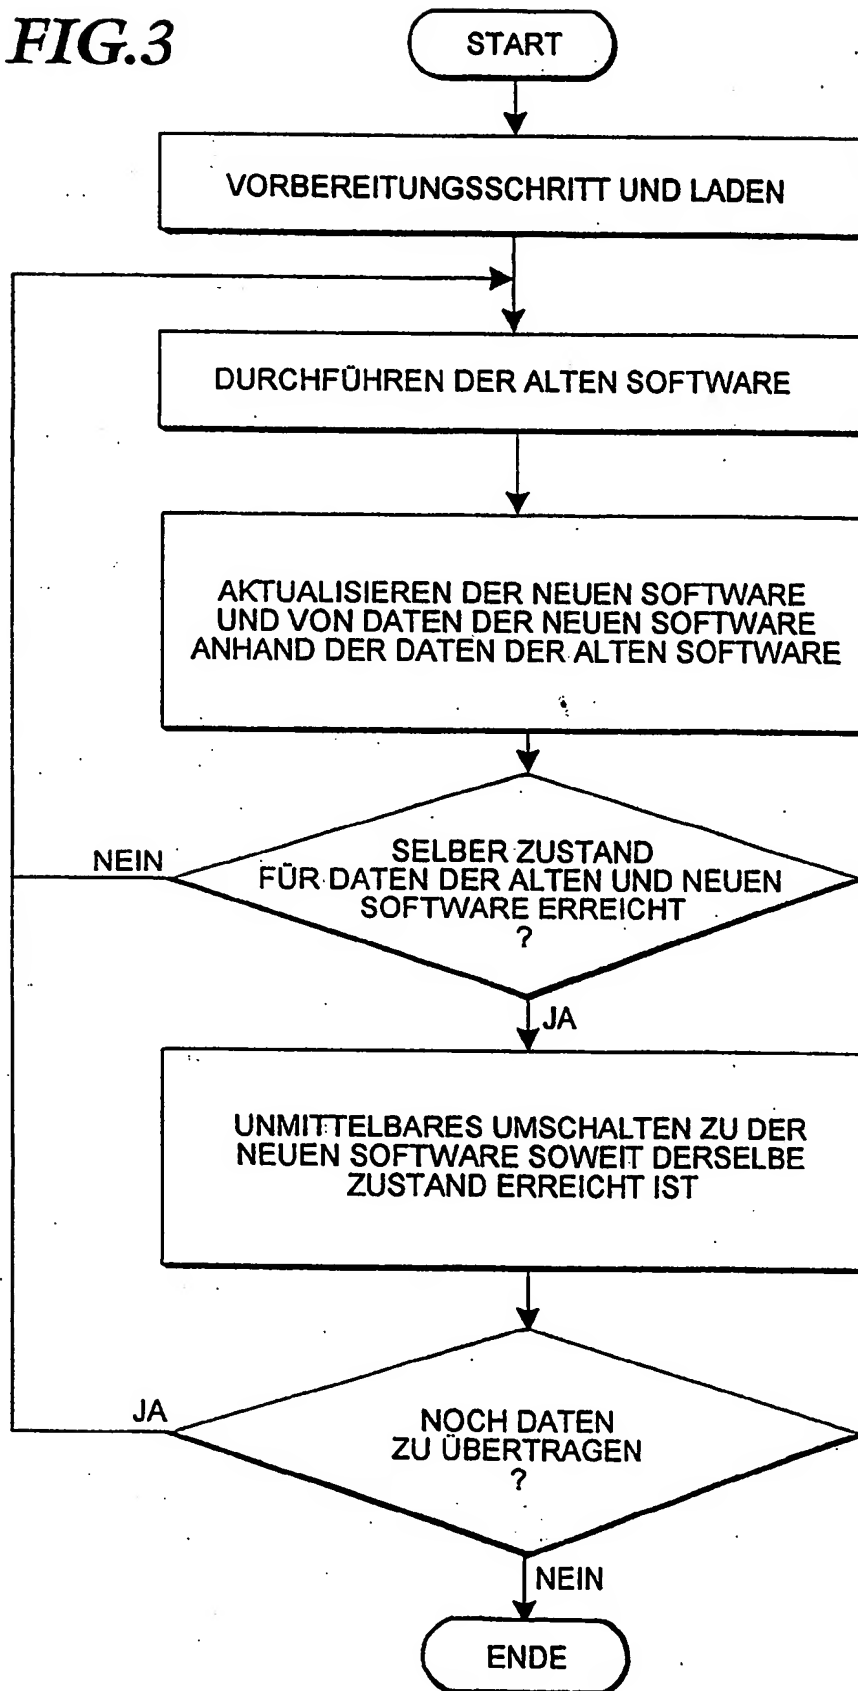 FIG.3
START
VORBEREITUNGSSCHRITT UND LADEN
DURCHFÜHREN DER ALTEN SOFTWARE
AKTUALISIEREN DER NEUEN SOFTWARE
UND VON DATEN DER NEUEN SOFTWARE
ANHAND DER DATEN DER ALTEN SOFTWARE
SELBER ZUSTAND
FÜR DATEN DER ALTEN UND NEUEN
SOFTWARE ERREICHT
?
NEIN
JA
UNMITTELBARES UMSCHALTEN ZU DER
NEUEN SOFTWARE SOWEIT DERSELBE
ZUSTAND ERREICHT IST
JA
NOCH DATEN
ZU ÜBERTRAGEN
?
NEIN
ENDE